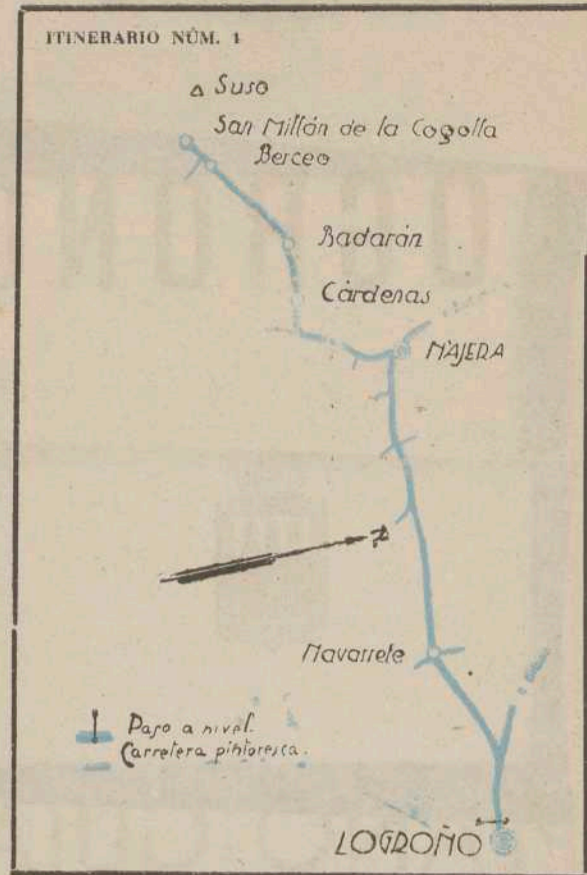 ITINERARIO NÚM. 1
Suso
San Millán de la Cogolla
Berceo
Badarán
Cárdenas
NÁJERA
N
Navarrete
Paso a nivel.
Carretera pintoresca.
LOGROÑO